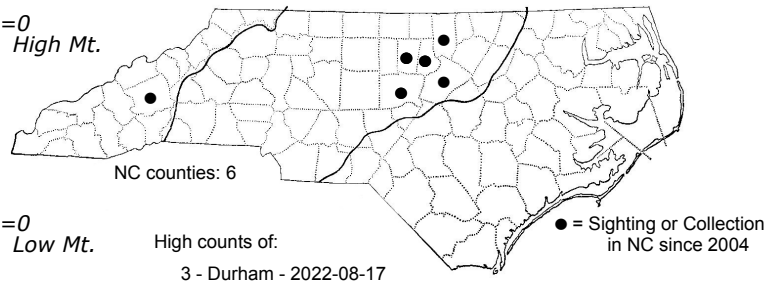 =0
High Mt.
NC counties: 6
=0
Low Mt.
High counts of:
3 - Durham - 2022-08-17
● = Sighting or Collection
in NC since 2004